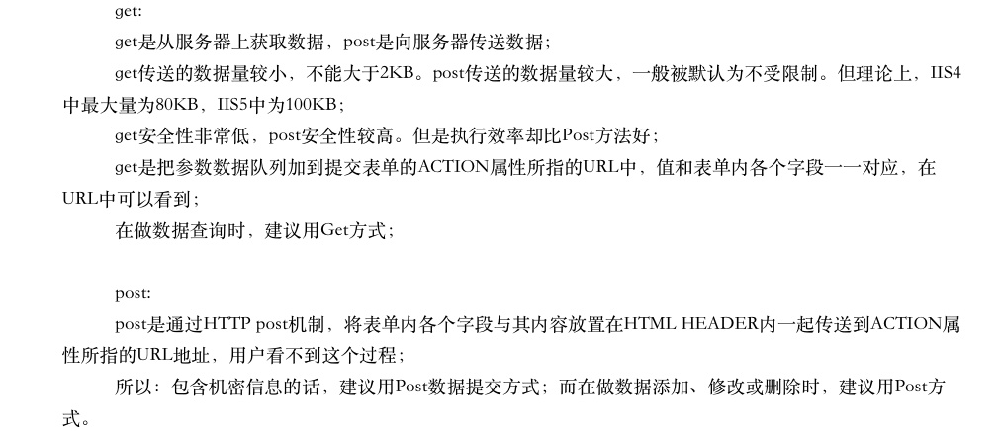 get:
get是从服务器上获取数据，post是向服务器传送数据；
get传送的数据量较小，不能大于2KB。post传送的数据量较大，一般被默认为不受限制。但理论上，IIS4
中最大量为80KB，IIS5中为100KB；
get安全性非常低，post安全性较高。但是执行效率却比Post方法好；
get是把参数数据队列加到提交表单的ACTION属性所指的URL中，值和表单内各个字段一一对应，在
URL中可以看到；
在做数据查询时，建议用Get方式；
post:
post是通过HTTP post机制，将表单内各个字段与其内容放置在HTML HEADER内一起传送到ACTION属
性所指的URL地址，用户看不到这个过程；
所以：包含机密信息的话，建议用Post数据提交方式；而在做数据添加、修改或删除时，建议用Post方
式。